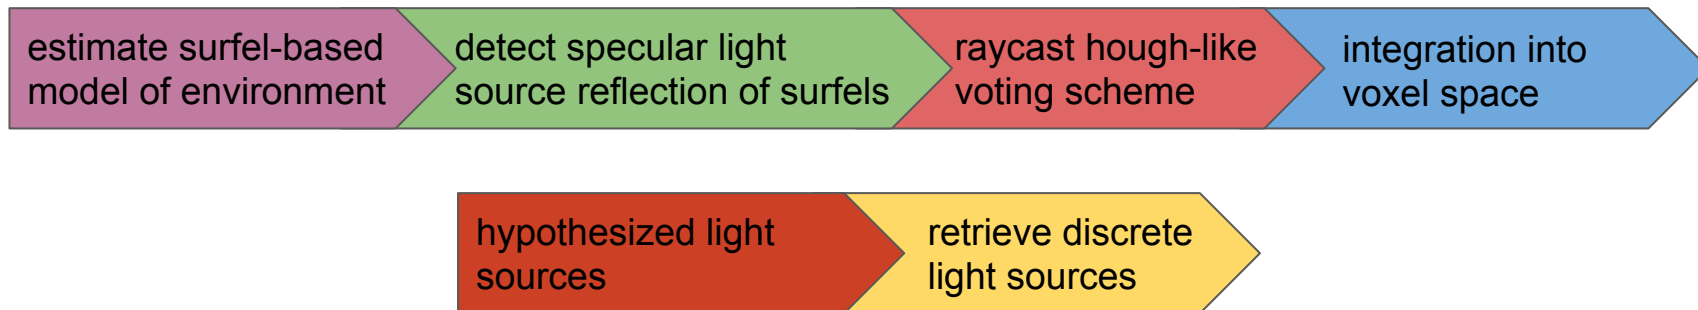 estimate surfel-based
model of environment
detect specular light
source reflection of surfels
raycast hough-like
voting scheme
integration into
voxel space
hypothesized light
sources
retrieve discrete
light sources